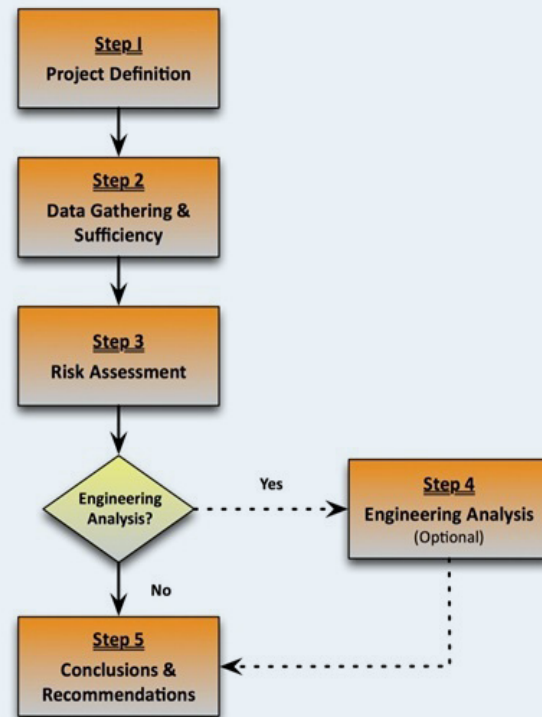 Step I
Project Definition
Step 2
Data Gathering &
Sufficiency
Step 3
Risk Assessment
Engineering
Analysis?
Yes
Step 4
Engineering Analysis
(Optional)
No
Step 5
Conclusions &
Recommendations